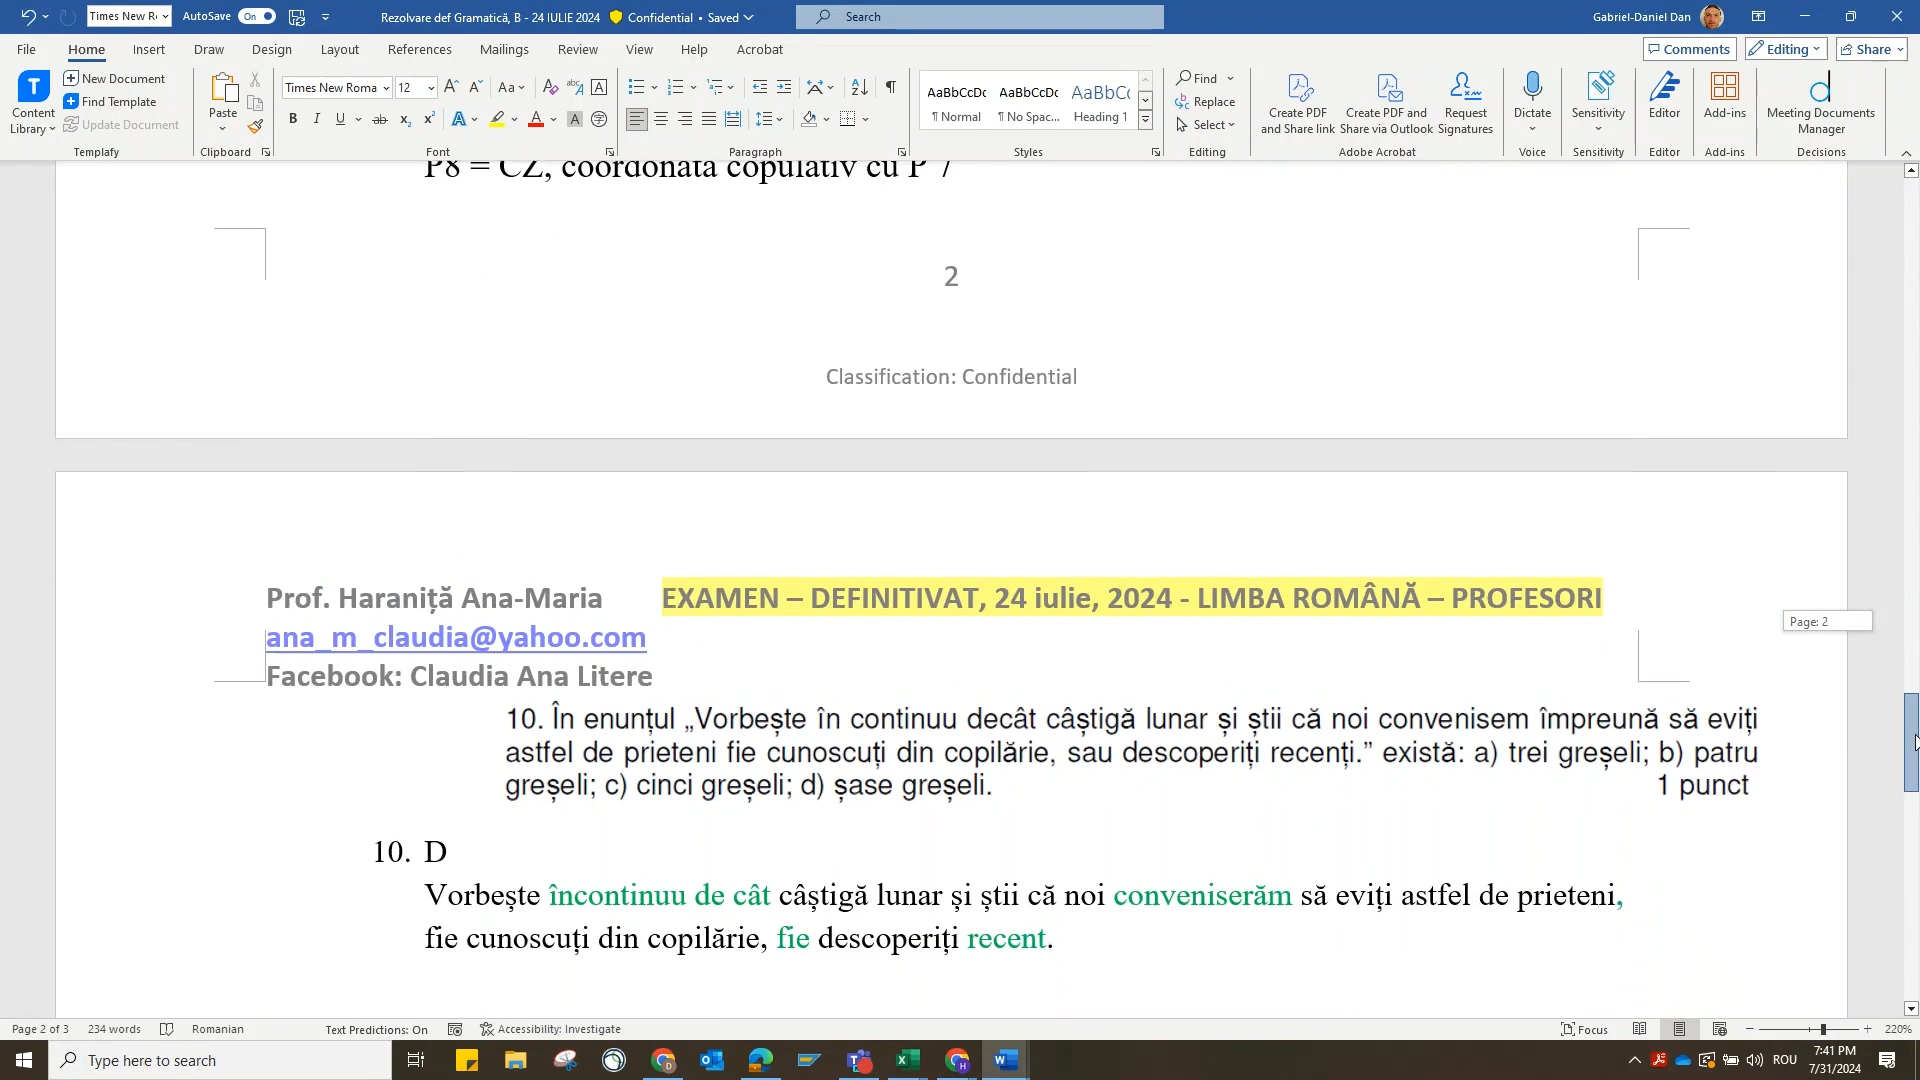 Times New R
AutoSave On
Rezolvare def Gramatică, B - 24 IULIE 2024
Confidential • Saved
Search
Gabriel-Daniel Dan
File Home Insert Draw Design Layout References Mailings Review View Help Acrobat
Comments Editing Share
Content Library
New Document
Find Template
Update Document
Templafy
Paste
Clipboard
Times New Roma 12
Font
Paragraph
AaBbCcDc AaBbCcDc AaBbC
¶ Normal ¶ No Spac... Heading 1
Styles
Find
Replace
Select
Editing
Create PDF and Share link
Create PDF and Share via Outlook
Request Signatures
Adobe Acrobat
Dictate
Voice
Sensitivity
Sensitivity
Editor
Editor
Add-ins
Add-ins
Meeting Documents Manager
Decisions
P8 = CZ, coordonată copulativ cu P 7
2
Classification: Confidential
Prof. Haraniță Ana-Maria EXAMEN – DEFINITIVAT, 24 iulie, 2024 - LIMBA ROMÂNĂ – PROFESORI
ana_m_claudia@yahoo.com
Facebook: Claudia Ana Litere
Page: 2
10. În enunțul „Vorbește în continuu decât câștigă lunar și știi că noi convenisem împreună să eviți
astfel de prieteni fie cunoscuți din copilărie, sau descoperiți recenți.” există: a) trei greșeli; b) patru
greșeli; c) cinci greșeli; d) șase greșeli. 1 punct
10. D
Vorbește încontinuu de cât câștigă lunar și știi că noi conveniserăm să eviți astfel de prieteni,
fie cunoscuți din copilărie, fie descoperiți recent.
Page 2 of 3 234 words Romanian Text Predictions: On Accessibility: Investigate Focus 220%
Type here to search
ROU
7:41 PM
7/31/2024